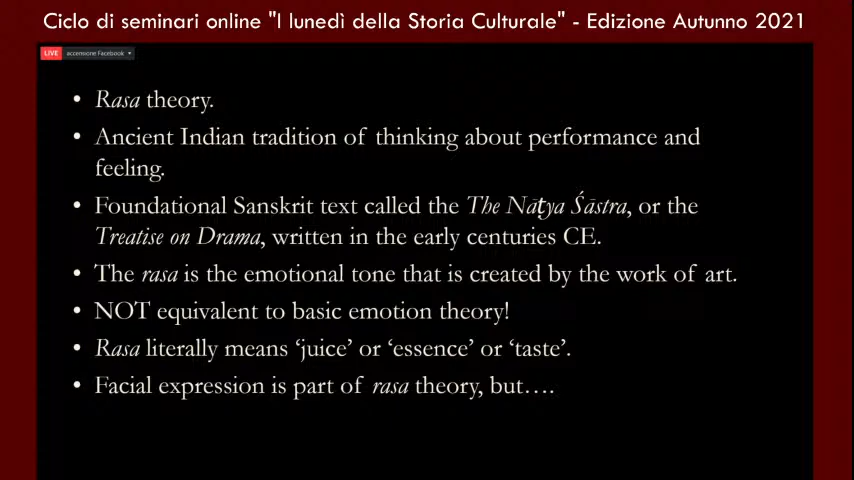 Ciclo di seminari online "I lunedì della Storia Culturale" - Edizione Autunno 2021
LIVE accensione Facebook
• Rasa theory.
• Ancient Indian tradition of thinking about performance and
feeling.
• Foundational Sanskrit text called the The Nāṭya Śāstra, or the
Treatise on Drama, written in the early centuries CE.
• The rasa is the emotional tone that is created by the work of art.
• NOT equivalent to basic emotion theory!
• Rasa literally means ‘juice’ or ‘essence’ or ‘taste’.
• Facial expression is part of rasa theory, but….